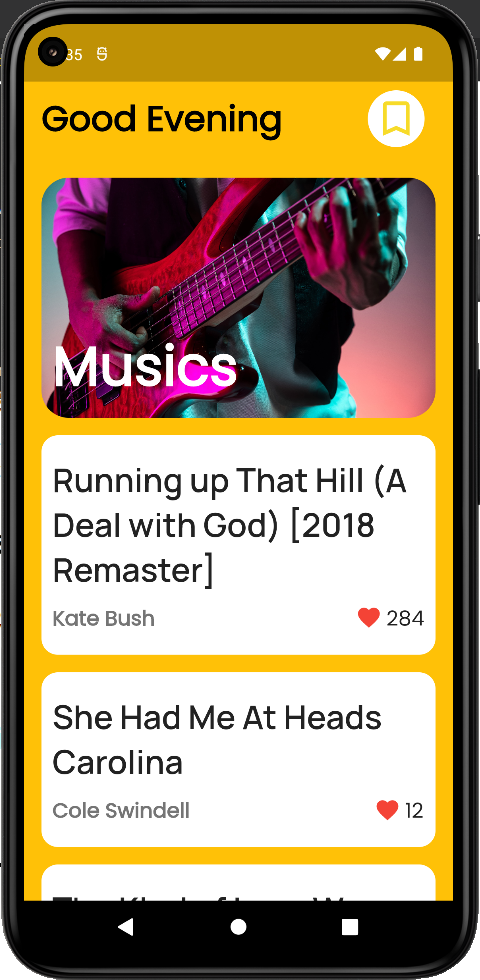 35
Good Evening
Musics
Running up That Hill (A
Deal with God) [2018
Remaster]
Kate Bush
284
She Had Me At Heads
Carolina
Cole Swindell
12